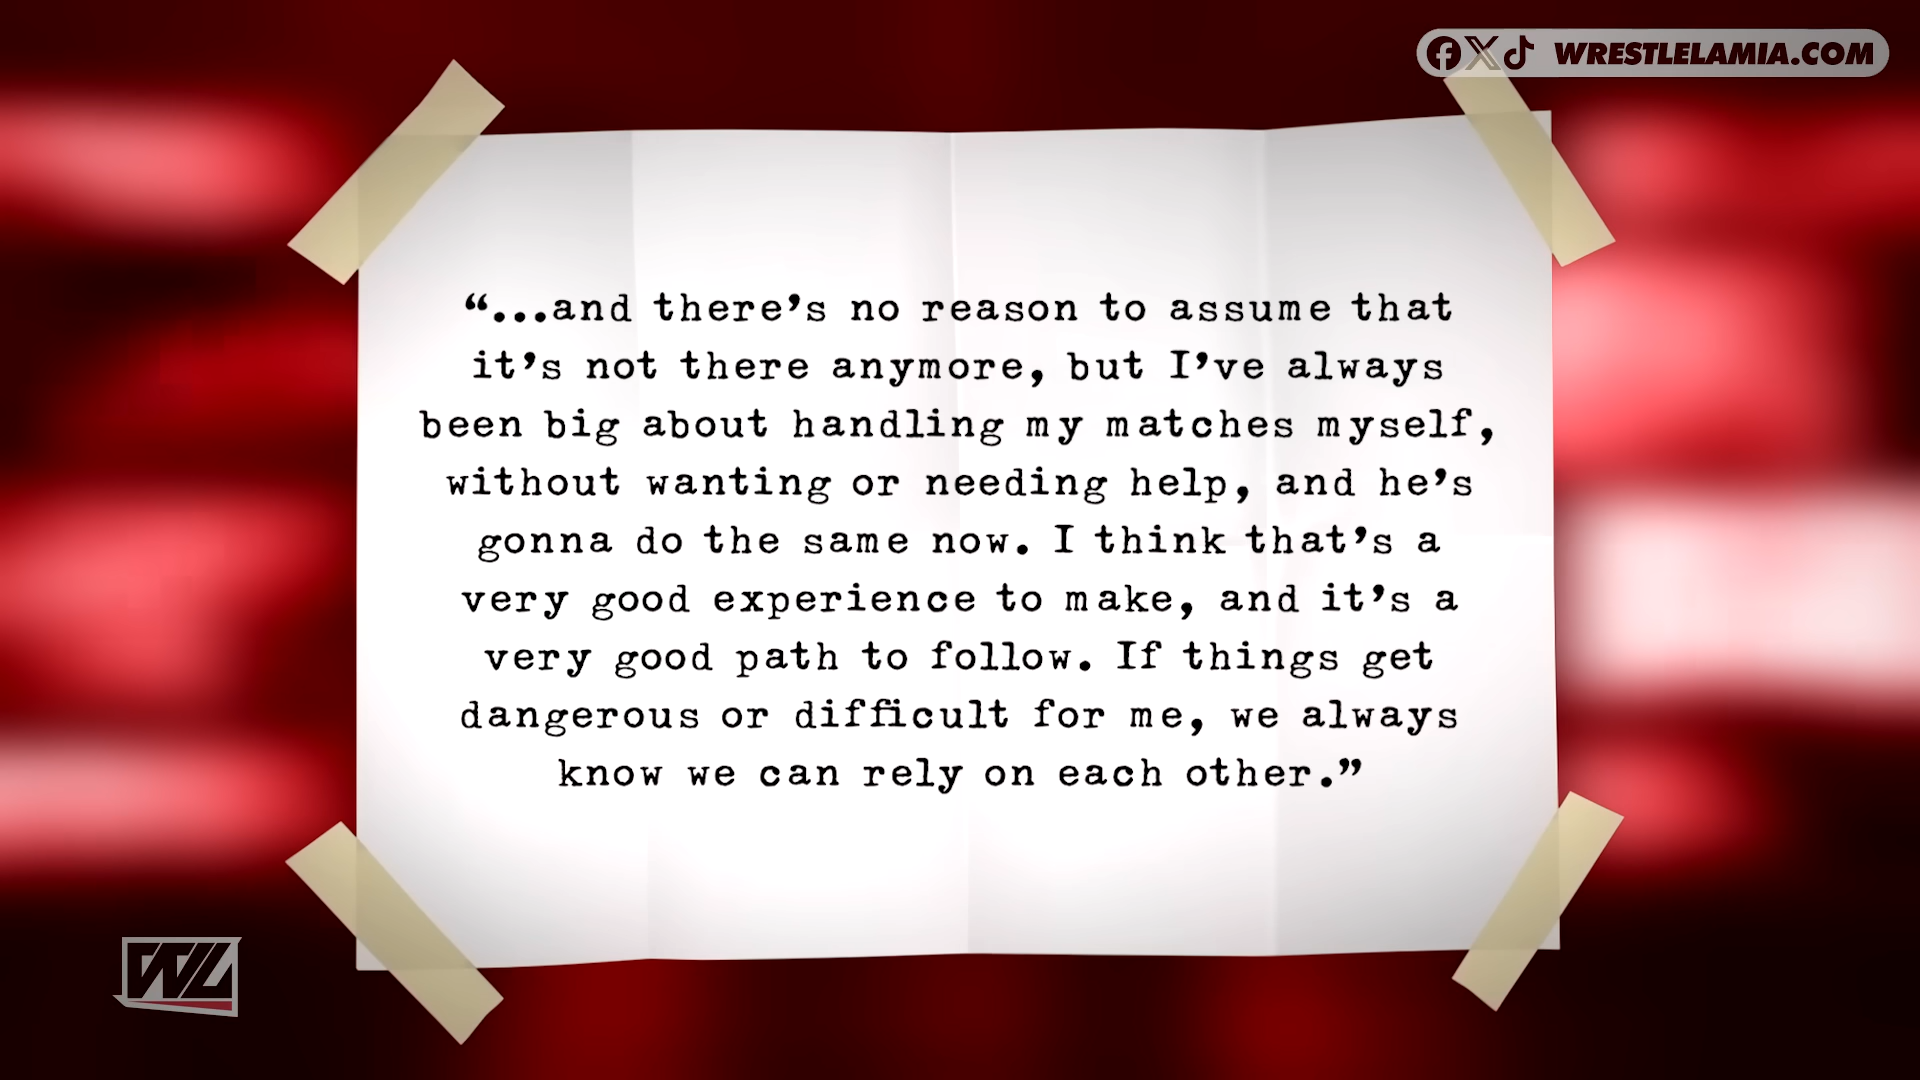 WRESTLELAMIA.COM
“...and there’s no reason to assume that
it’s not there anymore, but I’ve always
been big about handling my matches myself,
without wanting or needing help, and he’s
gonna do the same now. I think that’s a
very good experience to make, and it’s a
very good path to follow. If things get
dangerous or difficult for me, we always
know we can rely on each other.”
WL